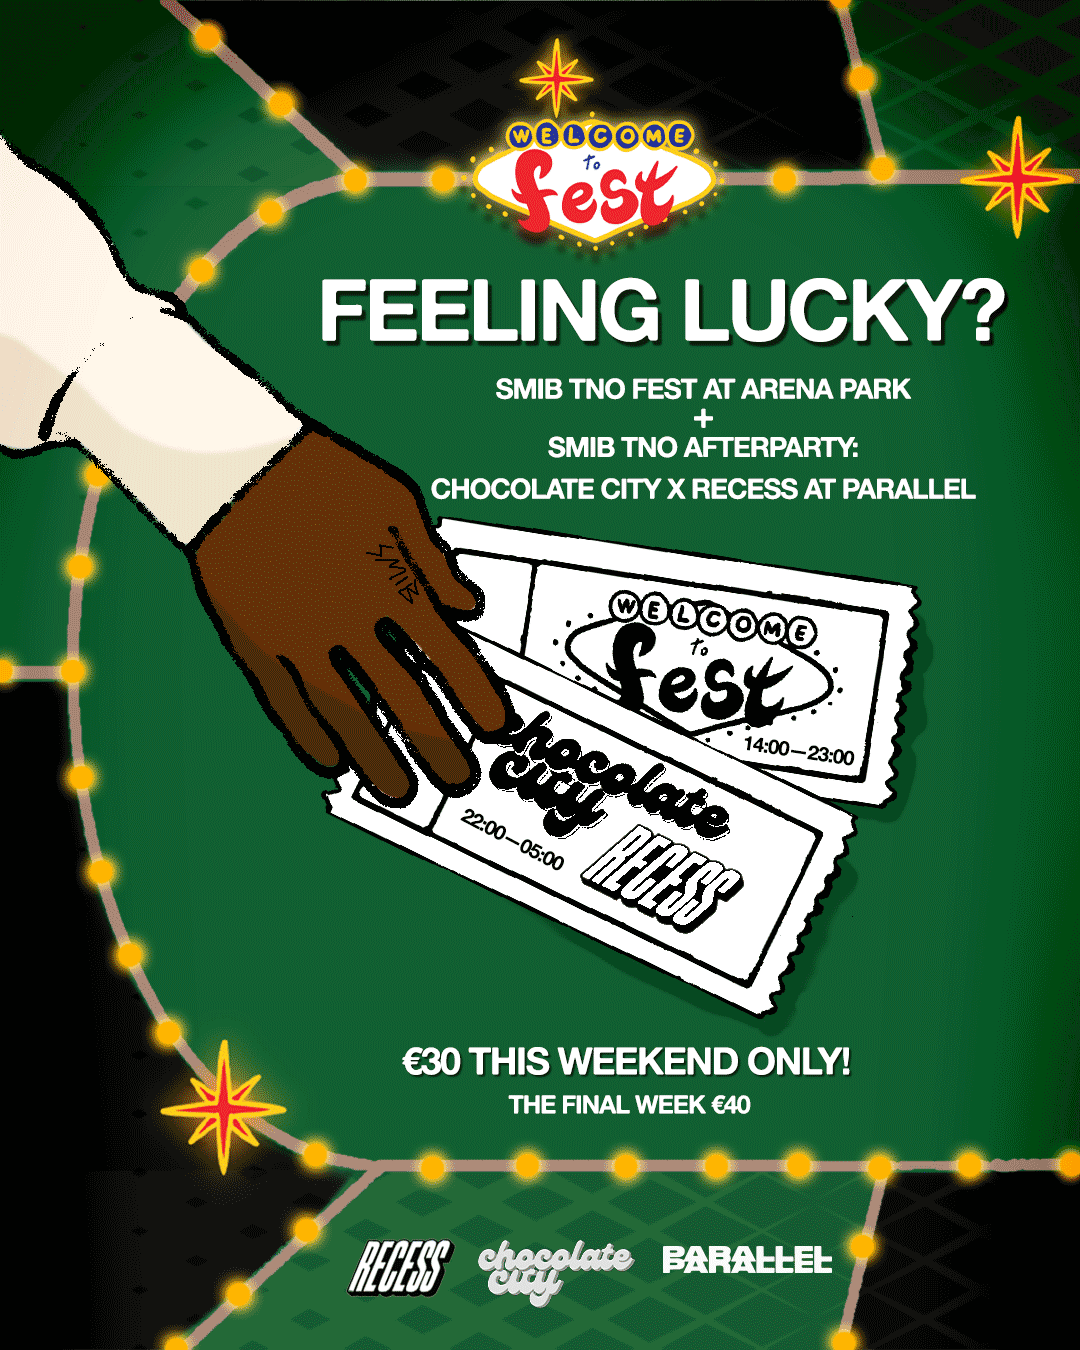 WELCOME
to
fest
FEELING LUCKY?
SMIB TNO FEST AT ARENA PARK
+
SMIB TNO AFTERPARTY:
CHOCOLATE CITY X RECESS AT PARALLEL
SMIB
WELCOME
to
fest
14:00—23:00
chocolate
city
22:00—05:00
RECESS
€30 THIS WEEKEND ONLY!
THE FINAL WEEK €40
RECESS
chocolate
city
PARALLEL